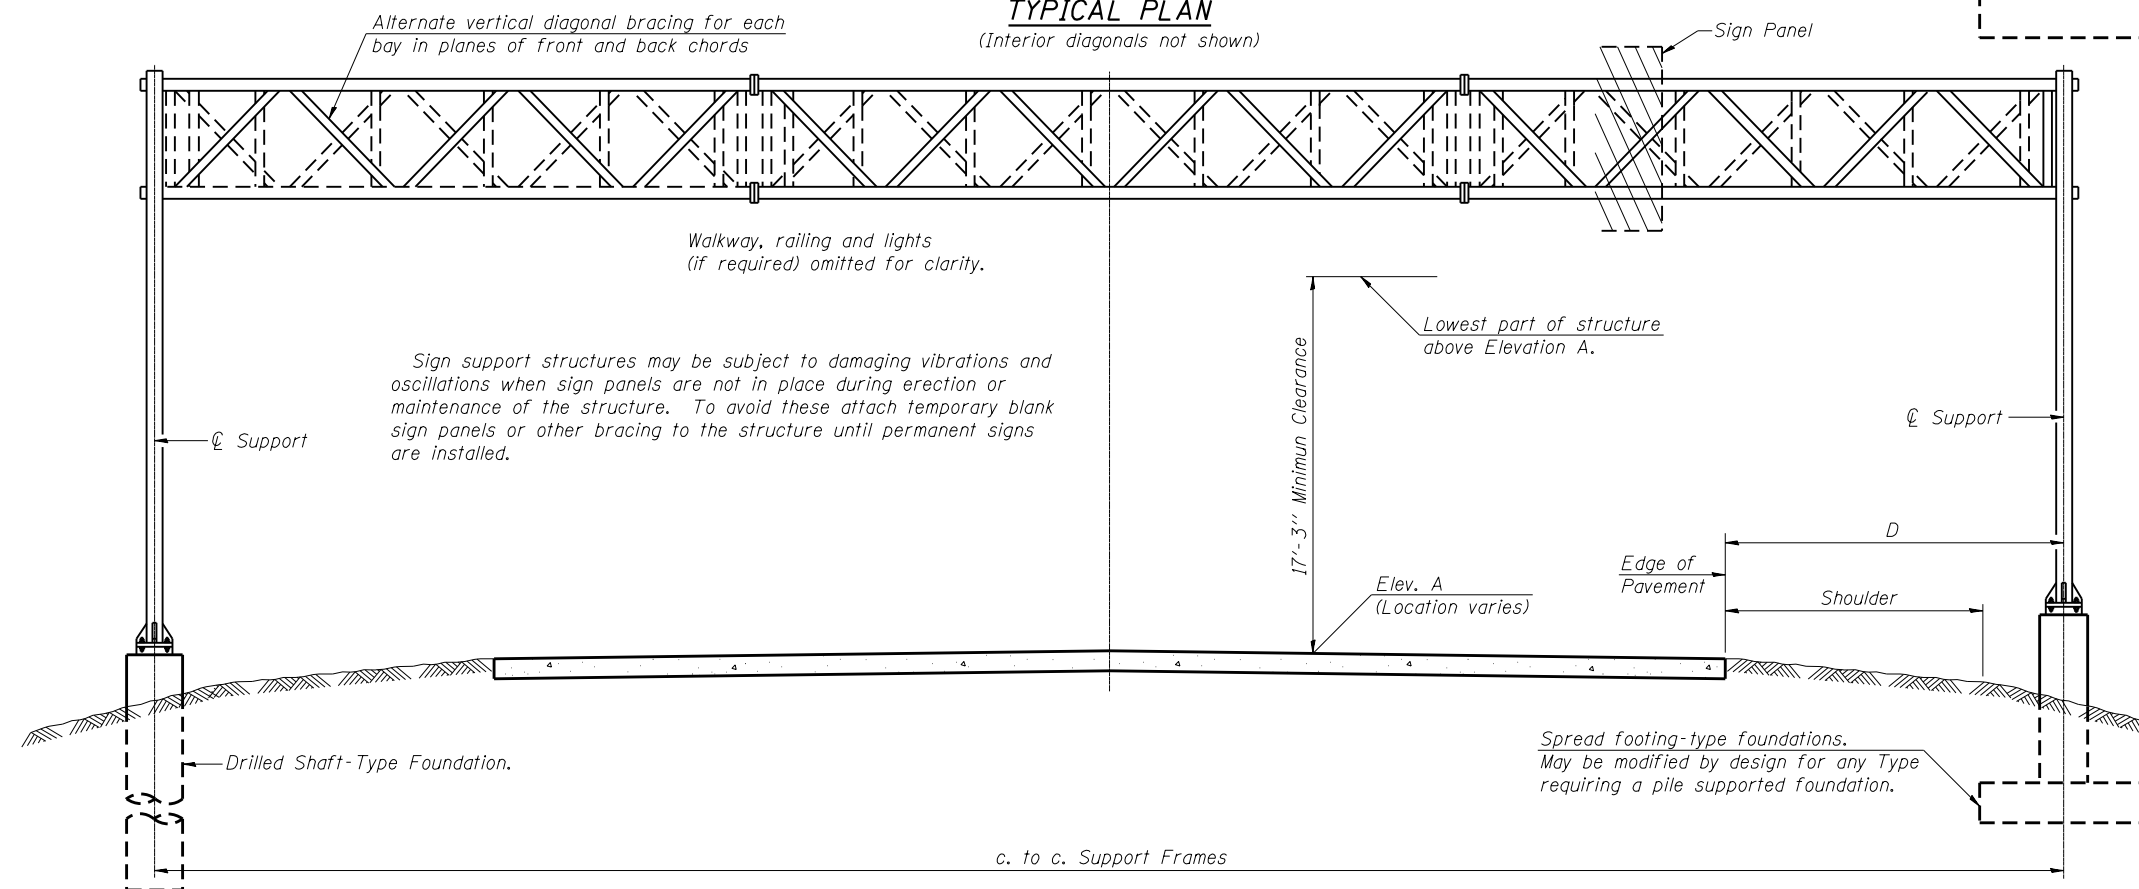 TYPICAL PLAN
(Interior diagonals not shown)
Alternate vertical diagonal bracing for each
bay in planes of front and back chords
Sign Panel
Walkway, railing and lights
(if required) omitted for clarity.
Lowest part of structure
above Elevation A.
Sign support structures may be subject to damaging vibrations and
oscillations when sign panels are not in place during erection or
maintenance of the structure. To avoid these attach temporary blank
sign panels or other bracing to the structure until permanent signs
are installed.
17'-3'' Minimun Clearance
℄ Support
℄ Support
D
Edge of
Pavement
Elev. A
(Location varies)
Shoulder
Drilled Shaft-Type Foundation.
Spread footing-type foundations.
May be modified by design for any Type
requiring a pile supported foundation.
c. to c. Support Frames